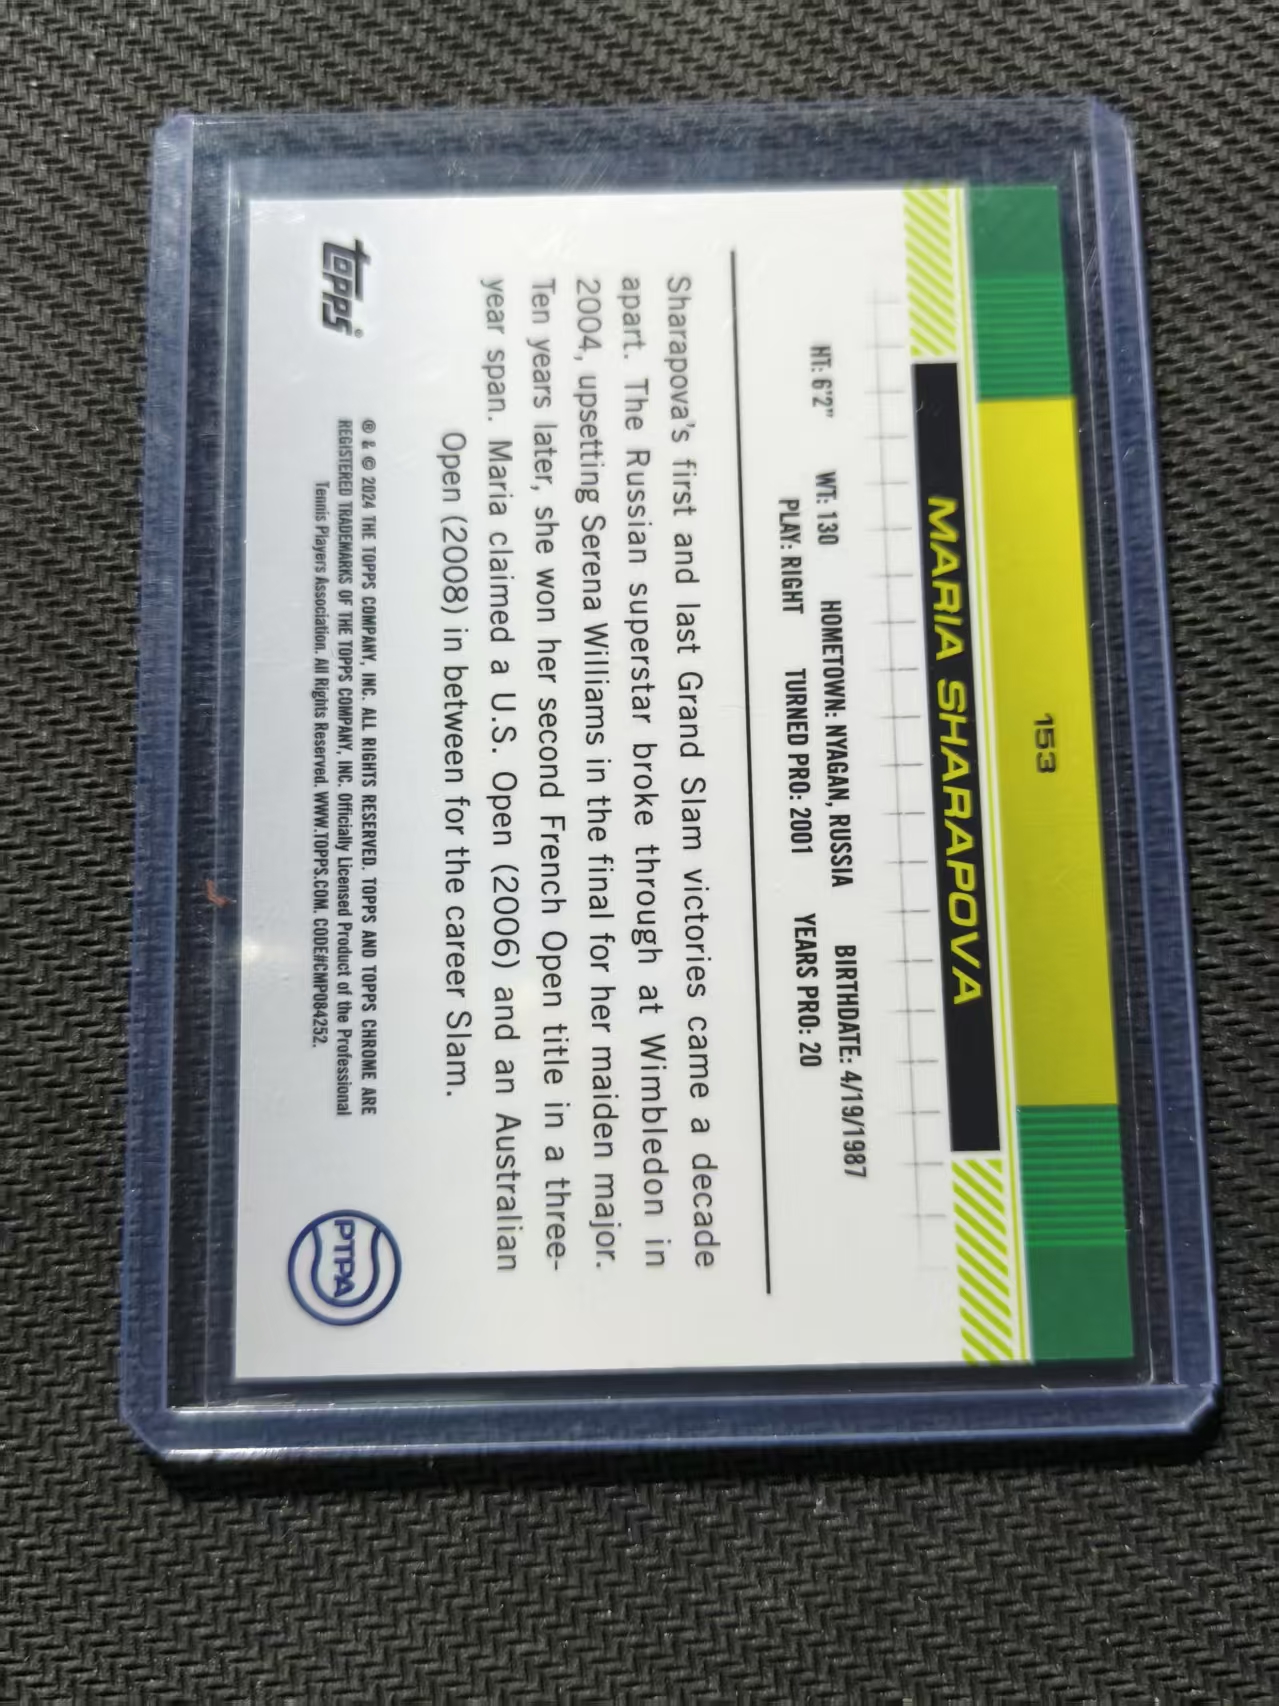 153
MARIA SHARAPOVA
HT: 6'2" WT: 130 HOMETOWN: NYAGAN, RUSSIA BIRTHDATE: 4/19/1987
PLAY: RIGHT TURNED PRO: 2001 YEARS PRO: 20
Sharapova's first and last Grand Slam victories came a decade
apart. The Russian superstar broke through at Wimbledon in
2004, upsetting Serena Williams in the final for her maiden major.
Ten years later, she won her second French Open title in a three-
year span. Maria claimed a U.S. Open (2006) and an Australian
Open (2008) in between for the career Slam.
topps
® & © 2024 THE TOPPS COMPANY, INC. ALL RIGHTS RESERVED. TOPPS AND TOPPS CHROME ARE
REGISTERED TRADEMARKS OF THE TOPPS COMPANY, INC. Officially Licensed Product of the Professional
Tennis Players Association. All Rights Reserved. WWW.TOPPS.COM. CODE#CMP084252.
PTPA